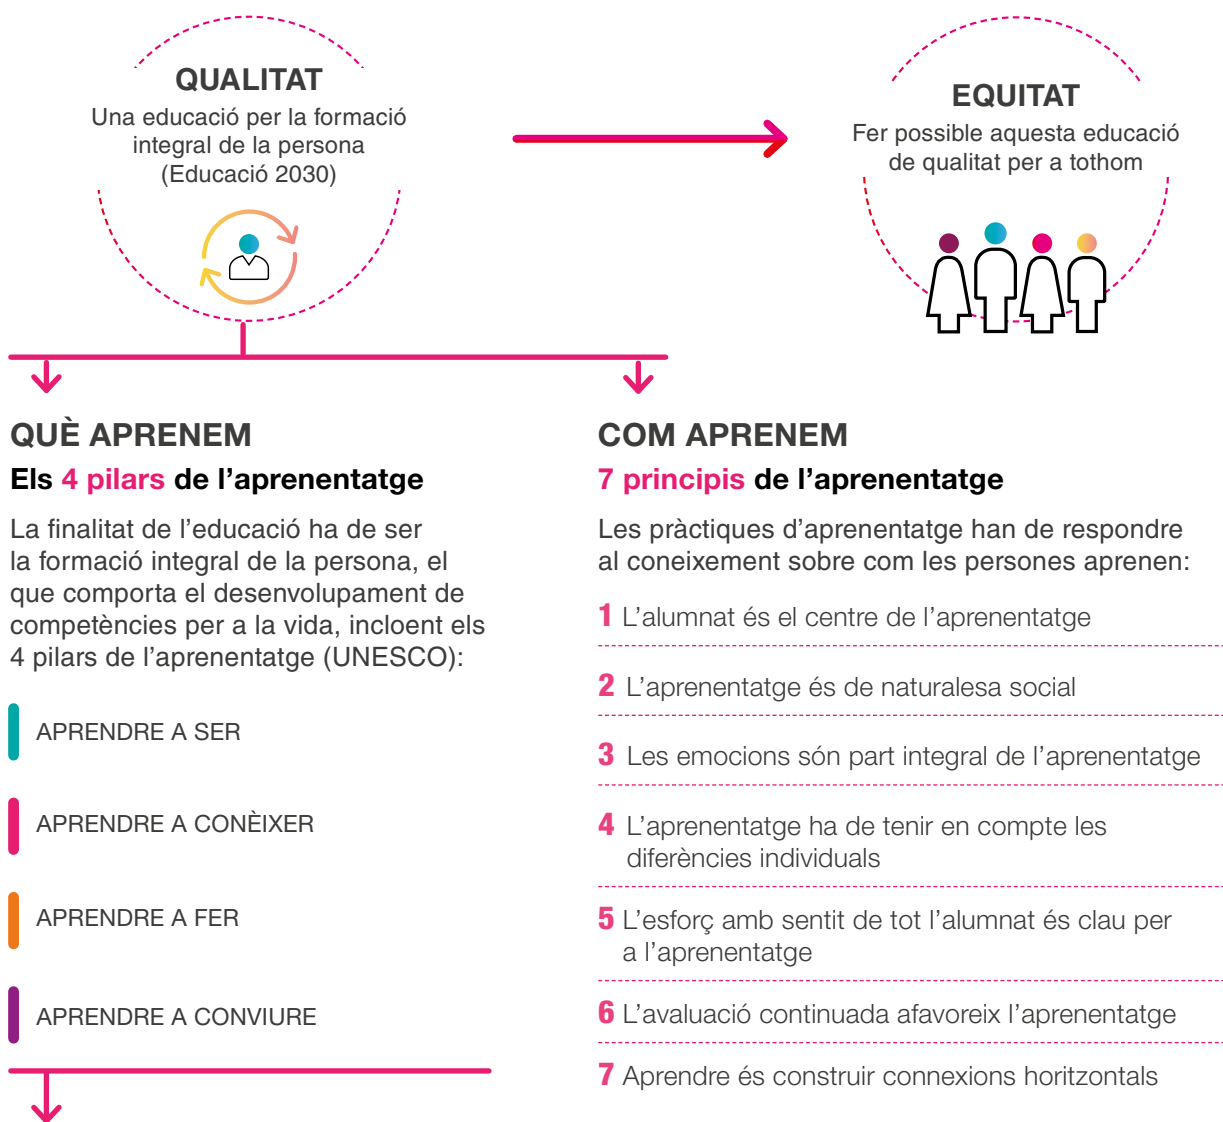 QUALITAT
Una educació per la formació
integral de la persona
(Educació 2030)
EQUITAT
Fer possible aquesta educació
de qualitat per a tothom
QUÈ APRENEM
Els 4 pilars de l’aprenentatge
La finalitat de l’educació ha de ser
la formació integral de la persona, el
que comporta el desenvolupament de
competències per a la vida, incloent els
4 pilars de l’aprenentatge (UNESCO):
APRENDRE A SER
APRENDRE A CONÈIXER
APRENDRE A FER
APRENDRE A CONVIURE
COM APRENEM
7 principis de l’aprenentatge
Les pràctiques d’aprenentatge han de respondre
al coneixement sobre com les persones aprenen:
1 L’alumnat és el centre de l’aprenentatge
2 L’aprenentatge és de naturalesa social
3 Les emocions són part integral de l’aprenentatge
4 L’aprenentatge ha de tenir en compte les
diferències individuals
5 L’esforç amb sentit de tot l’alumnat és clau per
a l’aprenentatge
6 L’avaluació continuada afavoreix l’aprenentatge
7 Aprendre és construir connexions horitzontals